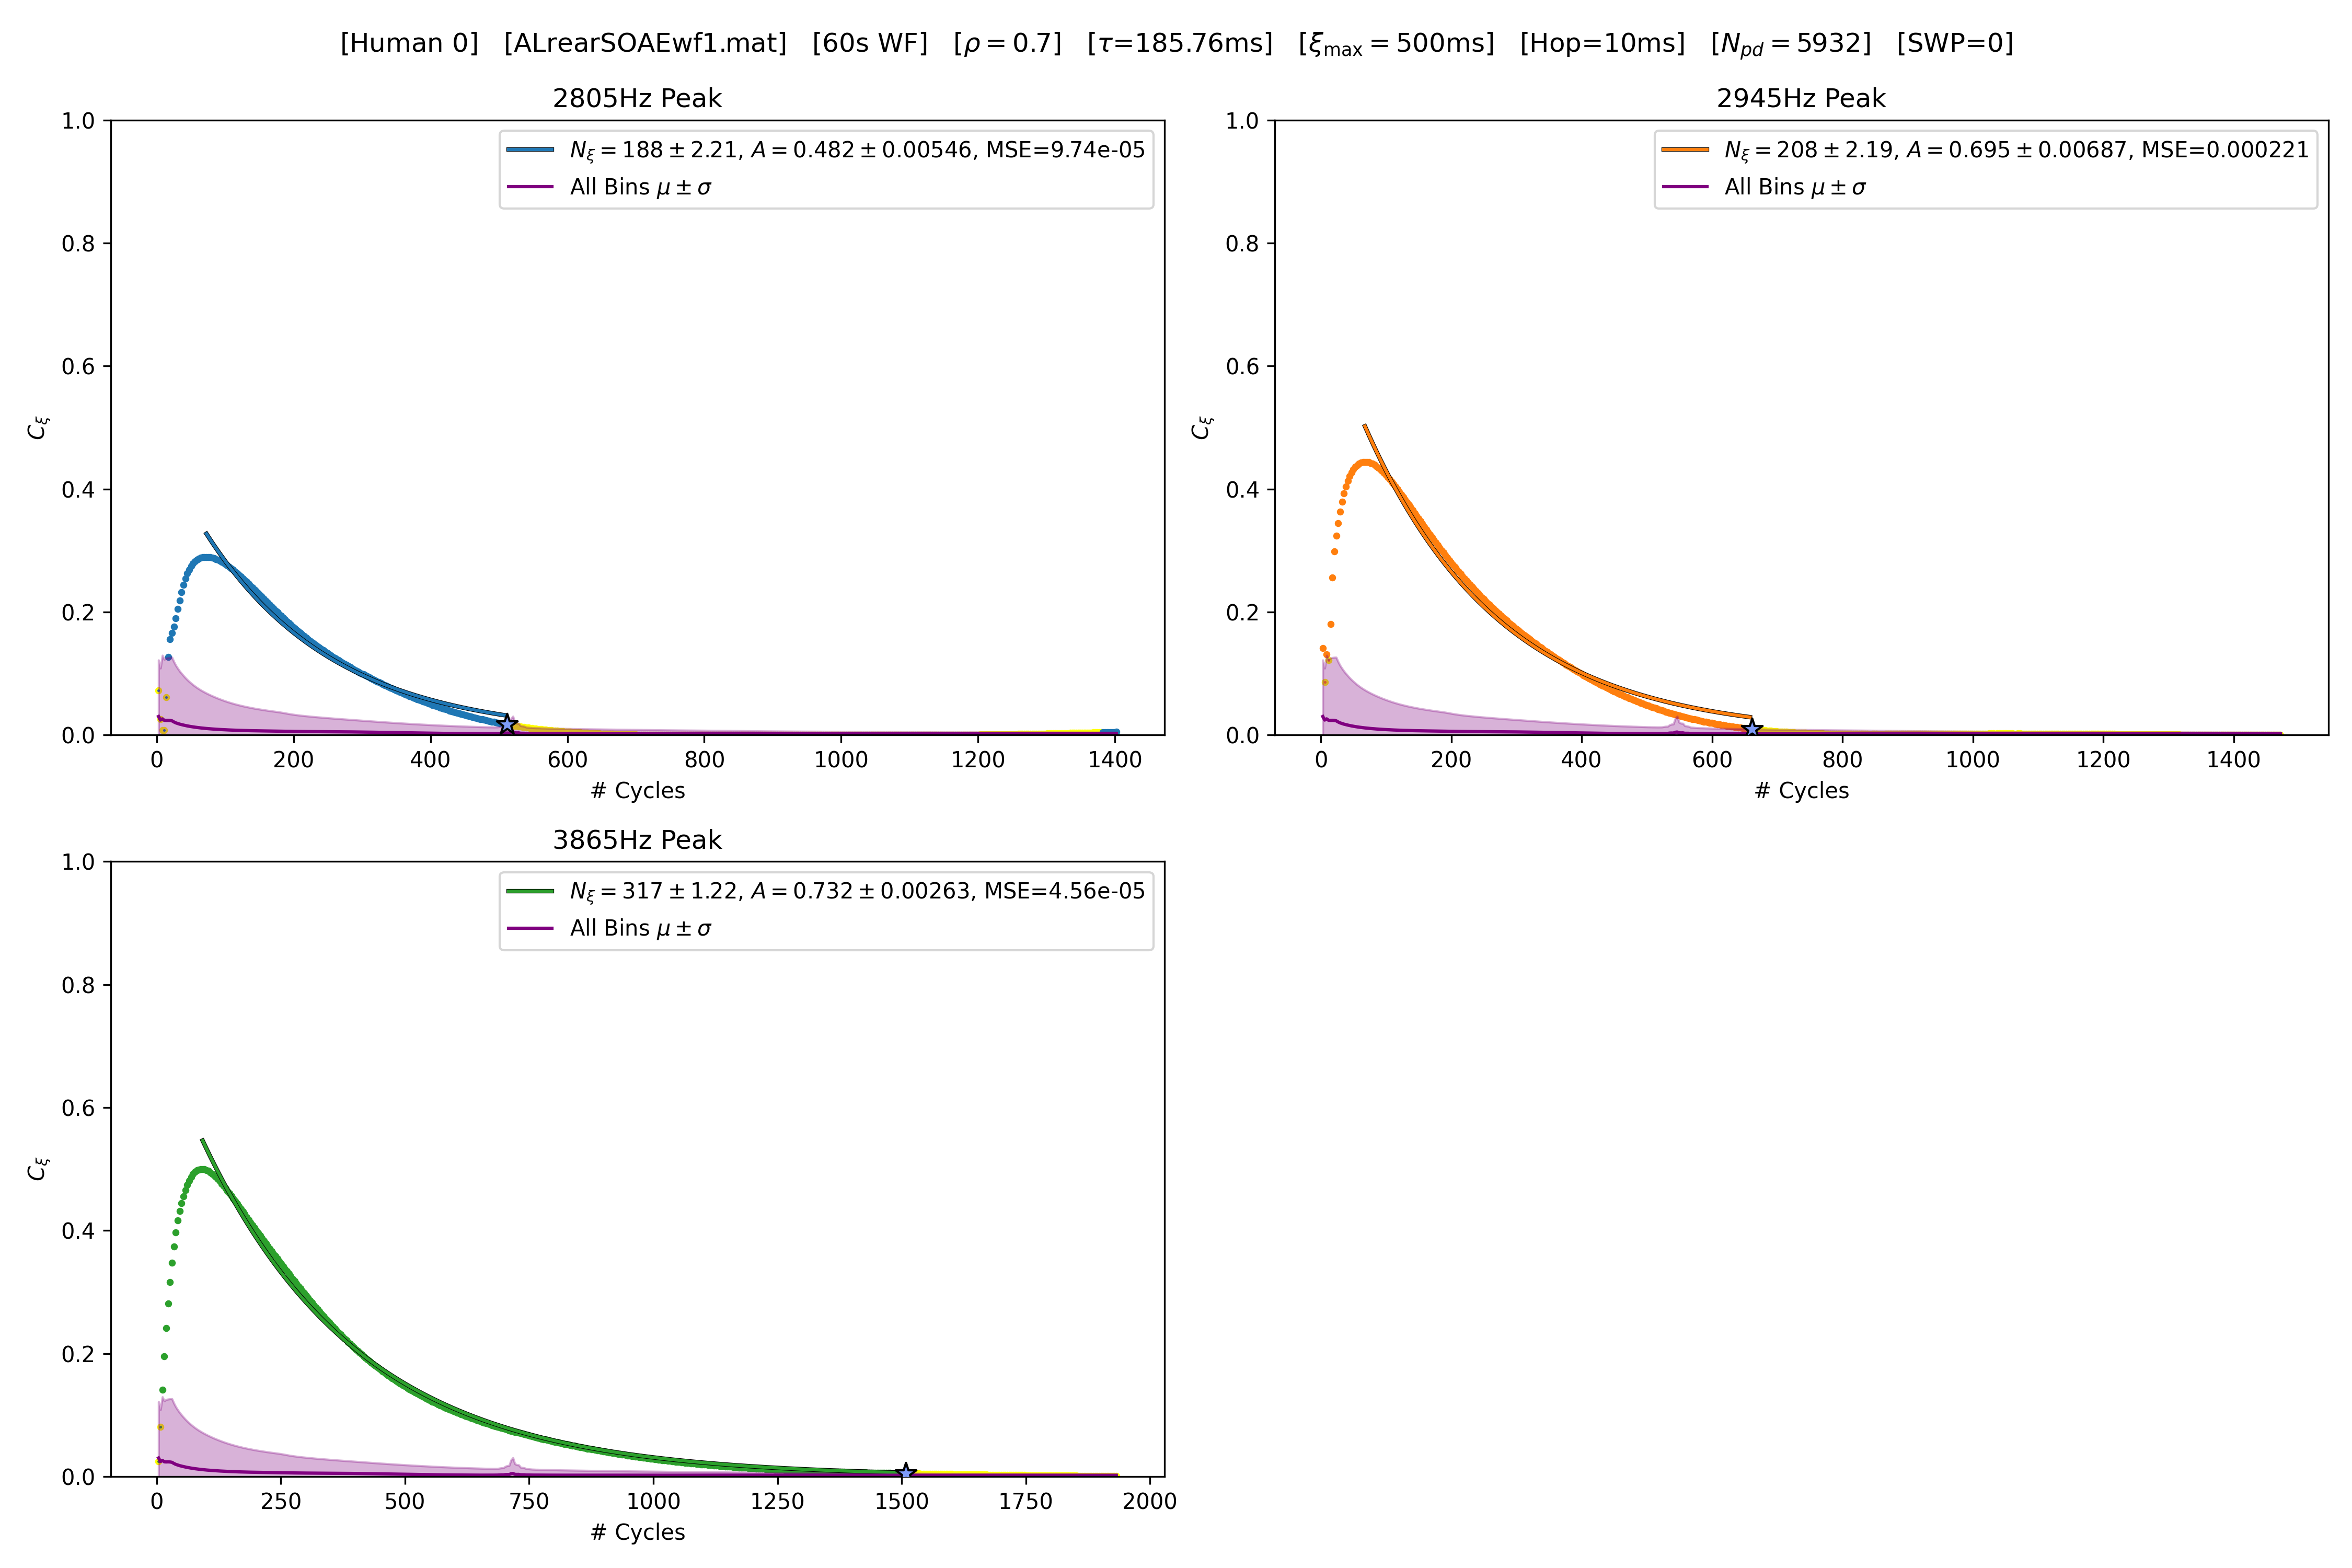 [Human 0] [ALrearSOAEwf1.mat] [60s WF] [ρ = 0.7] [τ=185.76ms] [ξmax = 500ms] [Hop=10ms] [Npd = 5932] [SWP=0]
2805Hz Peak
1.0
0.8
0.6
0.4
0.2
0.0
Cξ
Nξ = 188 ± 2.21, A = 0.482 ± 0.00546, MSE=9.74e-05
All Bins μ ± σ
0 200 400 600 800 1000 1200 1400
# Cycles
2945Hz Peak
1.0
0.8
0.6
0.4
0.2
0.0
Cξ
Nξ = 208 ± 2.19, A = 0.695 ± 0.00687, MSE=0.000221
All Bins μ ± σ
0 200 400 600 800 1000 1200 1400
# Cycles
3865Hz Peak
1.0
0.8
0.6
0.4
0.2
0.0
Cξ
Nξ = 317 ± 1.22, A = 0.732 ± 0.00263, MSE=4.56e-05
All Bins μ ± σ
0 250 500 750 1000 1250 1500 1750 2000
# Cycles